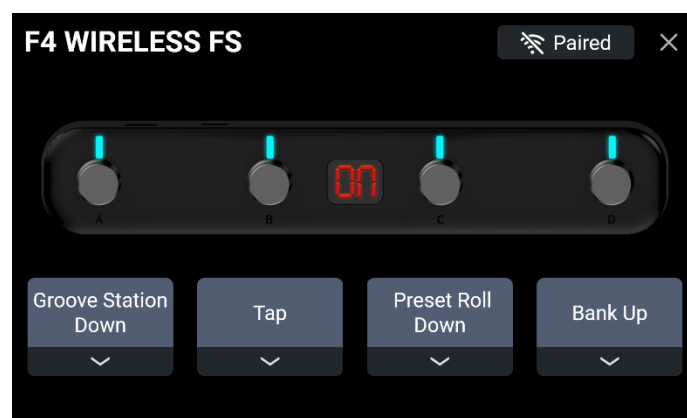 F4 WIRELESS FS
Paired
ON
A
B
C
D
Groove Station
Down
Tap
Preset Roll
Down
Bank Up